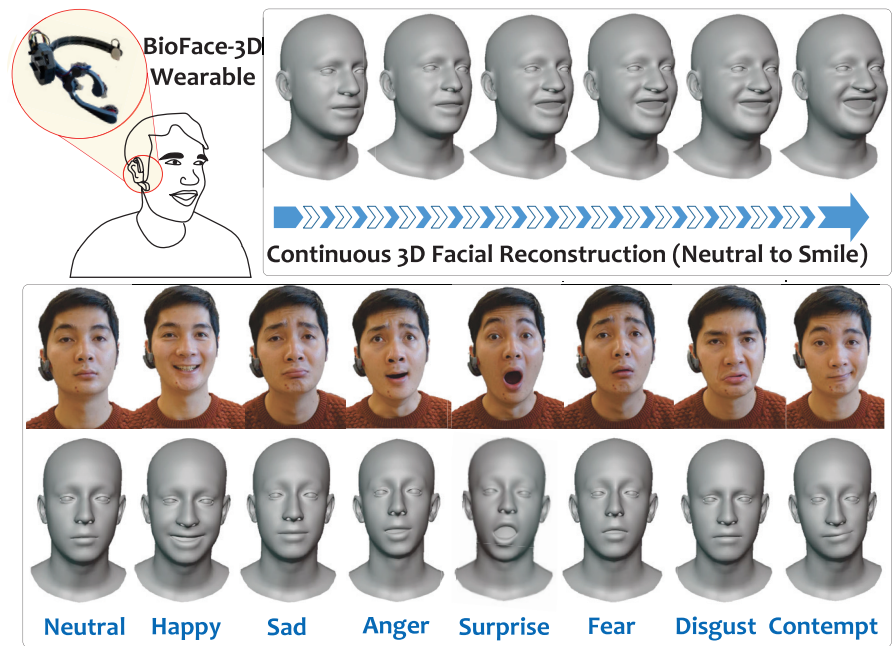 BioFace-3D
Wearable
Continuous 3D Facial Reconstruction (Neutral to Smile)
Neutral Happy Sad Anger Surprise Fear Disgust Contempt